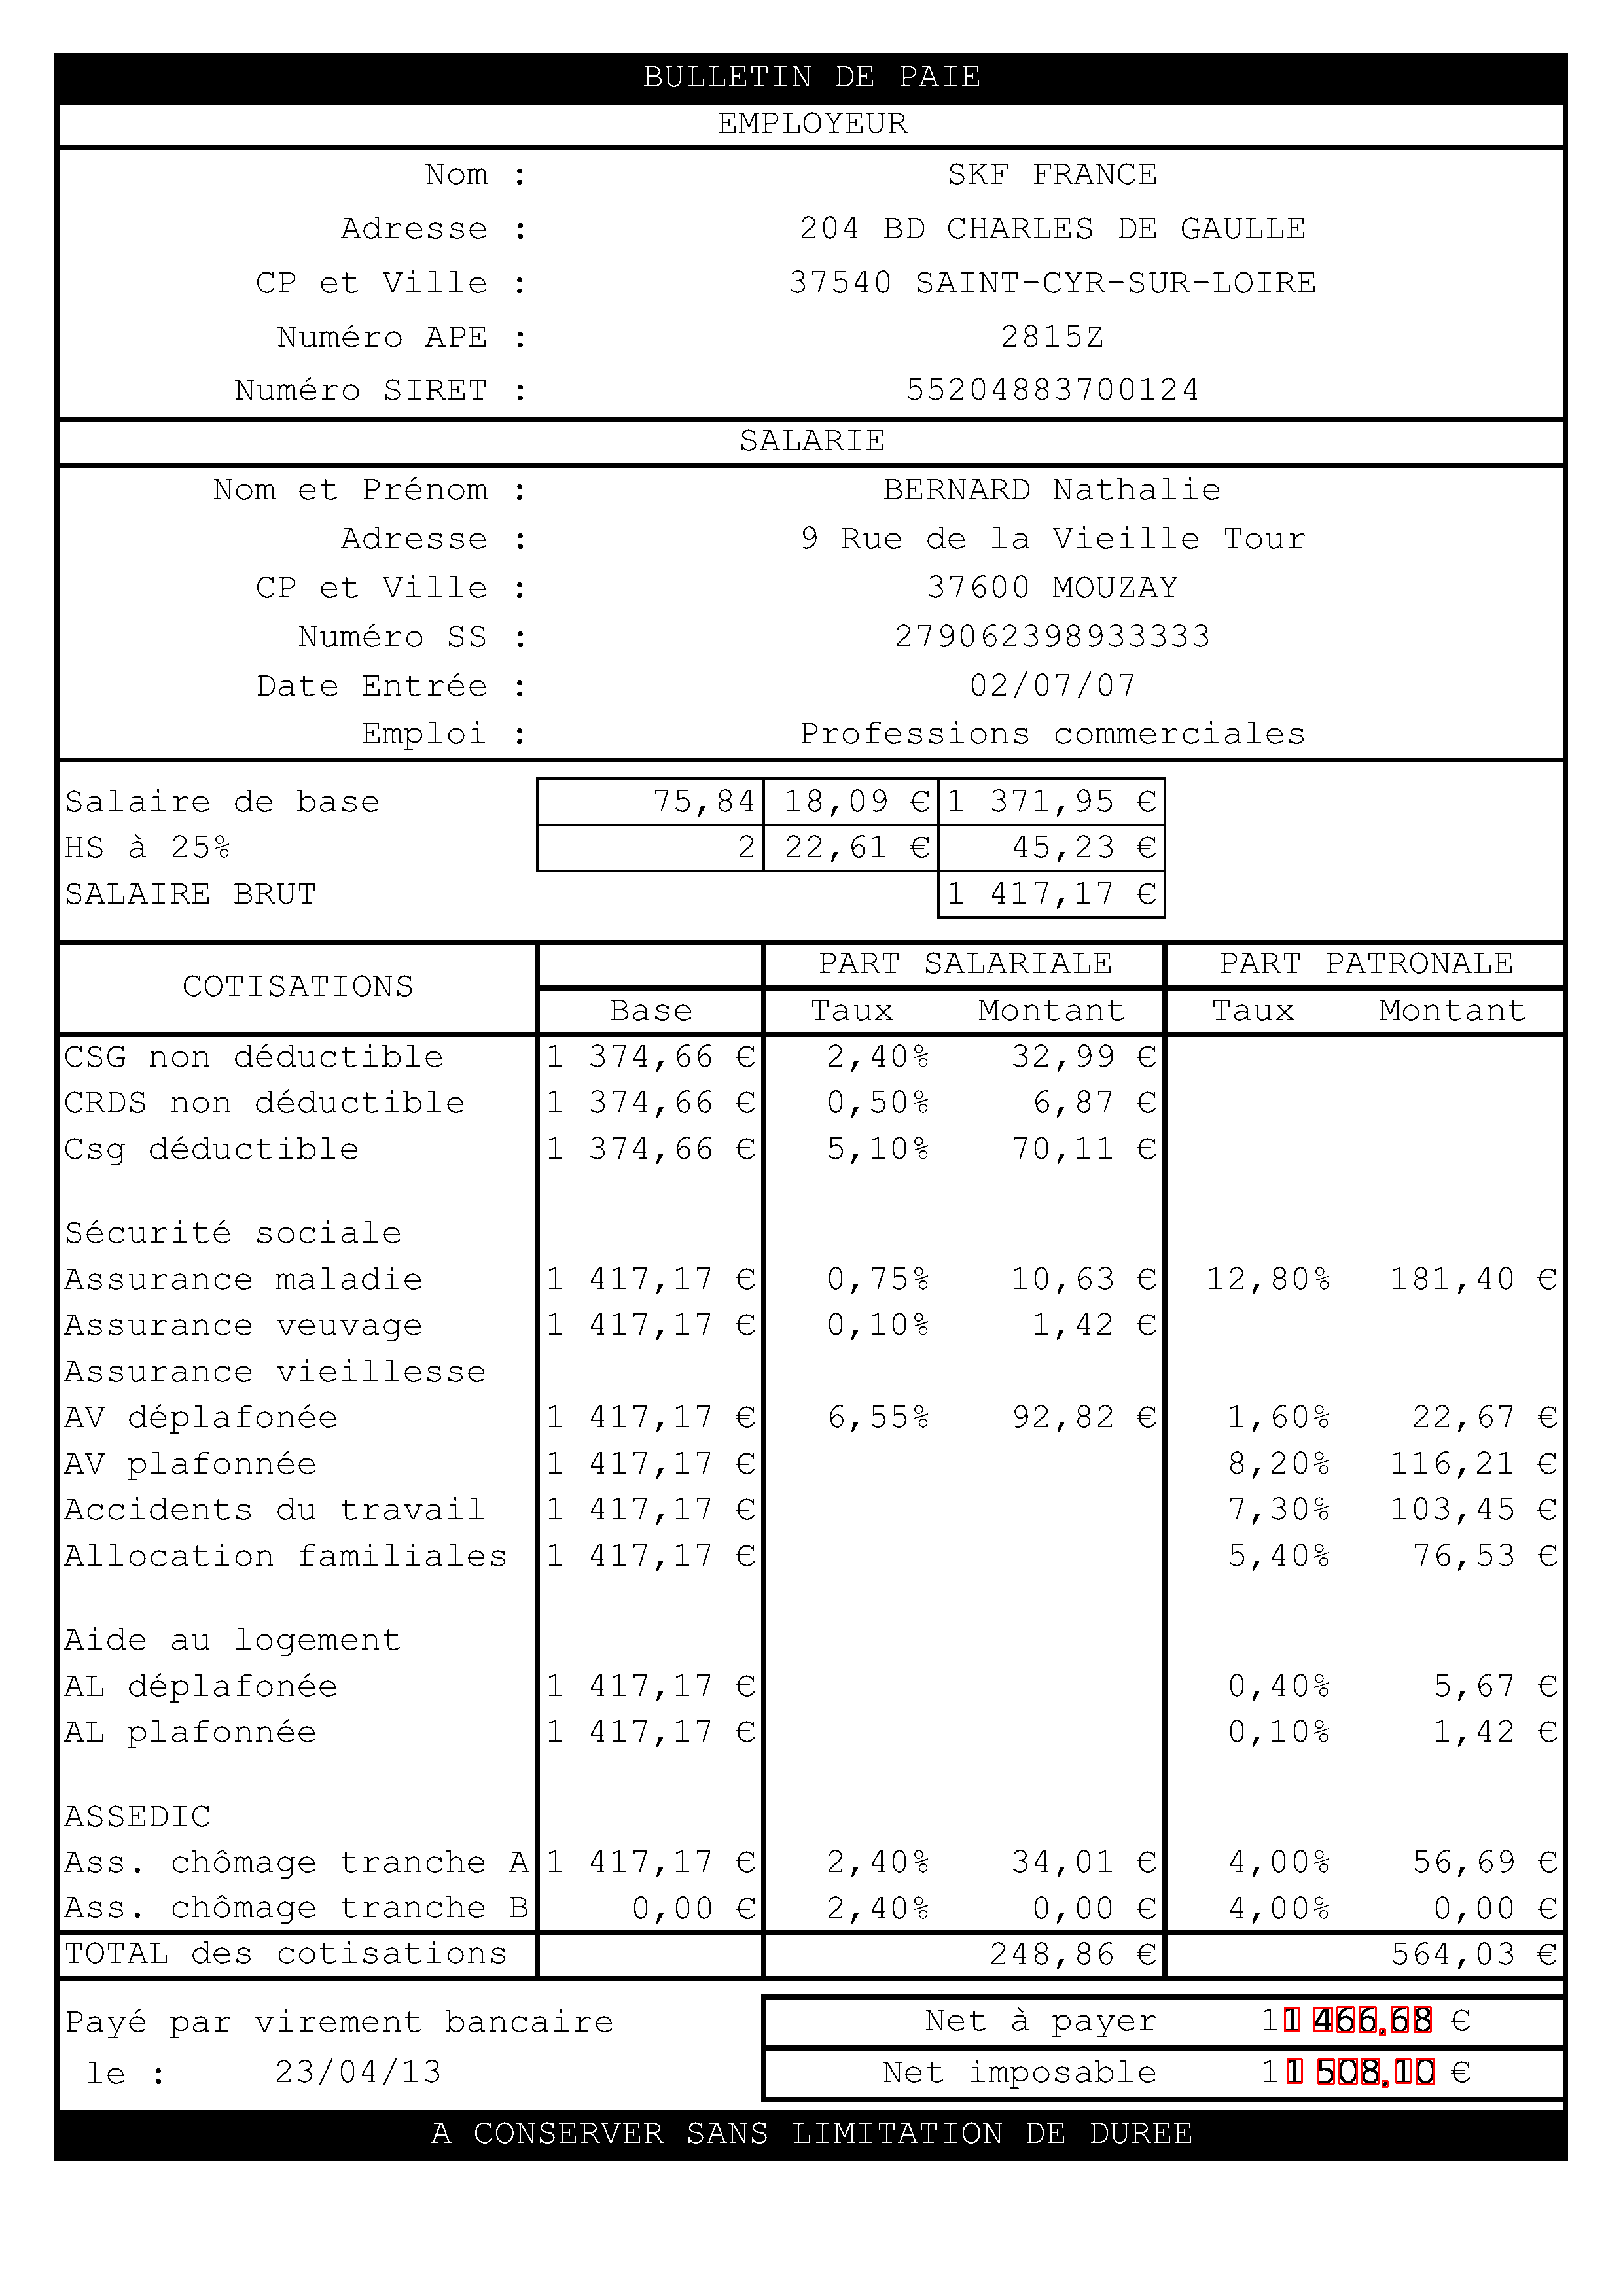 BULLETIN DE PAIE
EMPLOYEUR
Nom : SKF FRANCE
Adresse : 204 BD CHARLES DE GAULLE
CP et Ville : 37540 SAINT-CYR-SUR-LOIRE
Numéro APE : 2815Z
Numéro SIRET : 55204883700124
SALARIE
Nom et Prénom : BERNARD Nathalie
Adresse : 9 Rue de la Vieille Tour
CP et Ville : 37600 MOUZAY
Numéro SS : 279062398933333
Date Entrée : 02/07/07
Emploi : Professions commerciales
Salaire de base 75,84 18,09 € 1 371,95 €
HS à 25% 2 22,61 € 45,23 €
SALAIRE BRUT 1 417,17 €
COTISATIONS PART SALARIALE PART PATRONALE
Base Taux Montant Taux Montant
CSG non déductible 1 374,66 € 2,40% 32,99 €
CRDS non déductible 1 374,66 € 0,50% 6,87 €
Csg déductible 1 374,66 € 5,10% 70,11 €
Sécurité sociale
Assurance maladie 1 417,17 € 0,75% 10,63 € 12,80% 181,40 €
Assurance veuvage 1 417,17 € 0,10% 1,42 €
Assurance vieillesse
AV déplafonée 1 417,17 € 6,55% 92,82 € 1,60% 22,67 €
AV plafonnée 1 417,17 € 8,20% 116,21 €
Accidents du travail 1 417,17 € 7,30% 103,45 €
Allocation familiales 1 417,17 € 5,40% 76,53 €
Aide au logement
AL déplafonée 1 417,17 € 0,40% 5,67 €
AL plafonnée 1 417,17 € 0,10% 1,42 €
ASSEDIC
Ass. chômage tranche A 1 417,17 € 2,40% 34,01 € 4,00% 56,69 €
Ass. chômage tranche B 0,00 € 2,40% 0,00 € 4,00% 0,00 €
TOTAL des cotisations 248,86 € 564,03 €
Payé par virement bancaire Net à payer 11 466,68 €
le : 23/04/13 Net imposable 11 508,10 €
A CONSERVER SANS LIMITATION DE DUREE